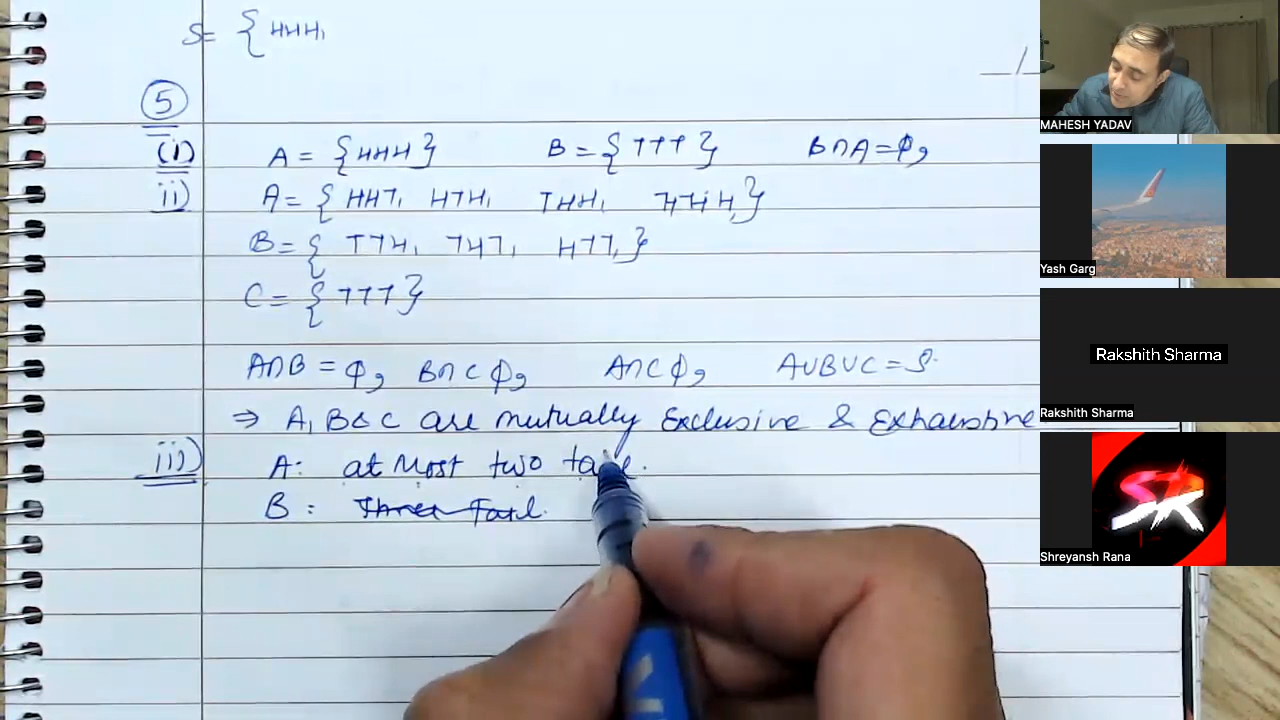 S= { HHH,
5
(i) A = {HHH} B = {TTT} B∩A=ϕ,
ii) A= { HHT, HTH, THH, HHH,}
B= { TTH, THT, HTT,}
C= { TTT}
A∩B = ϕ, B∩C ϕ, A∩C ϕ, A∪B∪C = S.
⇒ A, B & C are mutually Exclusive & Exhaustive
iii) A: at Most two tail.
B: Three Tail.
MAHESH YADAV
Yash Garg
Rakshith Sharma
Rakshith Sharma
SR
Shreyansh Rana